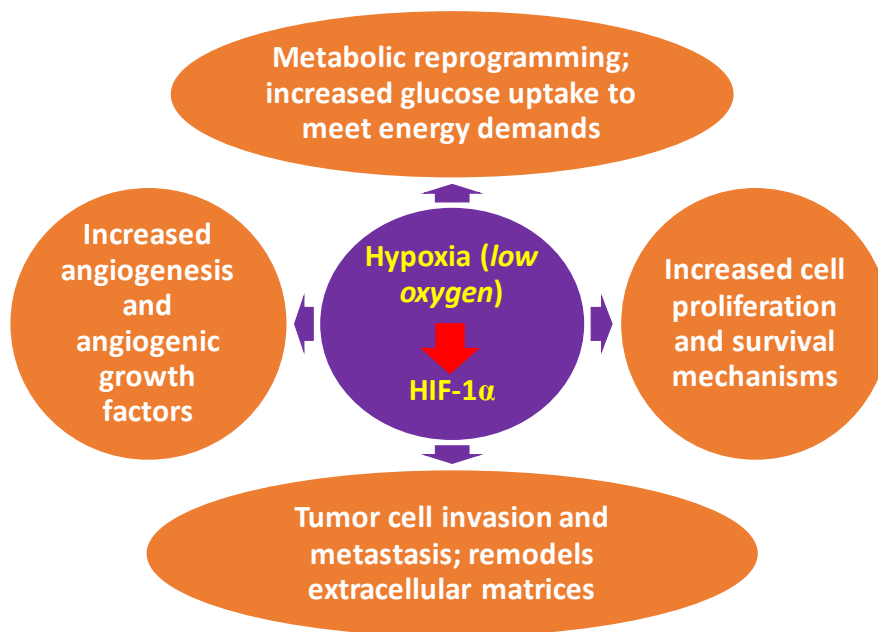 Metabolic reprogramming;
increased glucose uptake to
meet energy demands
Increased
angiogenesis
and
angiogenic
growth
factors
Hypoxia (low
oxygen)
HIF-1α
Increased cell
proliferation
and survival
mechanisms
Tumor cell invasion and
metastasis; remodels
extracellular matrices